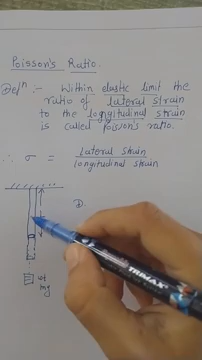 Poisson's Ratio.
Defⁿ :- Within elastic limit the
ratio of lateral strain
to the longitudinal strain
is called poisson's ratio.
∴ σ = Lateral strain
longitudinal strain
D.
mg
TRIMAX